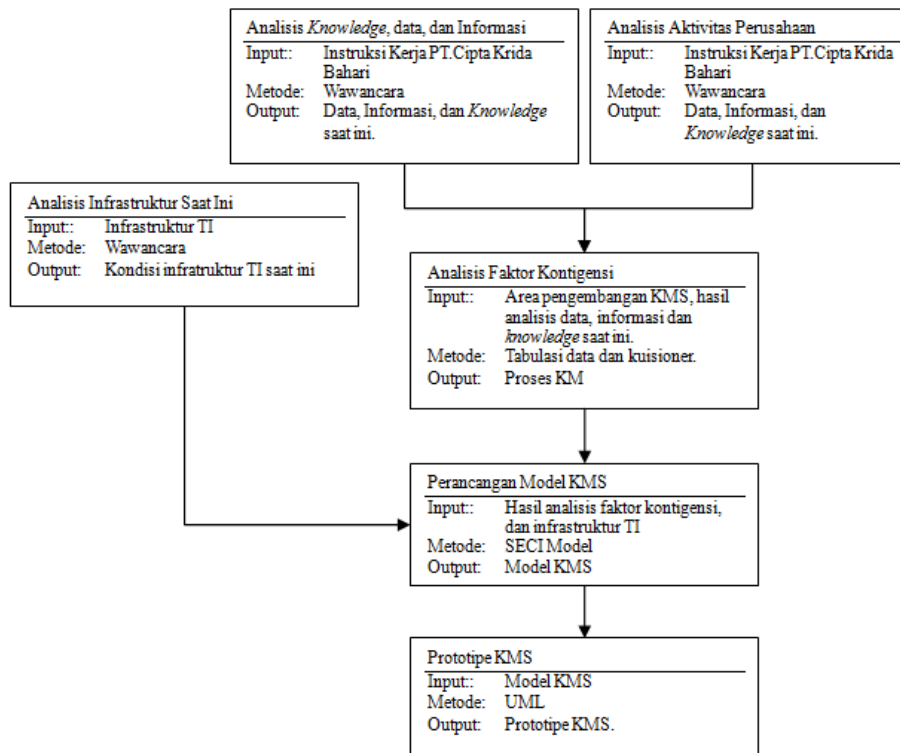 Analisis Knowledge, data, dan Informasi
Input:: Instruksi Kerja PT.Cipta Krida
Bahari
Metode: Wawancara
Output: Data, Informasi, dan Knowledge
saat ini.
Analisis Aktivitas Perusahaan
Input:: Instruksi Kerja PT.Cipta Krida
Bahari
Metode: Wawancara
Output: Data, Informasi, dan
Knowledge saat ini.
Analisis Infrastruktur Saat Ini
Input:: Infrastruktur TI
Metode: Wawancara
Output: Kondisi infratruktur TI saat ini
Analisis Faktor Kontigensi
Input:: Area pengembangan KMS, hasil
analisis data, informasi dan
knowledge saat ini.
Metode: Tabulasi data dan kuisioner.
Output: Proses KM
Perancangan Model KMS
Input:: Hasil analisis faktor kontigensi,
dan infrastruktur TI
Metode: SECI Model
Output: Model KMS
Prototipe KMS
Input:: Model KMS
Metode: UML
Output: Prototipe KMS.